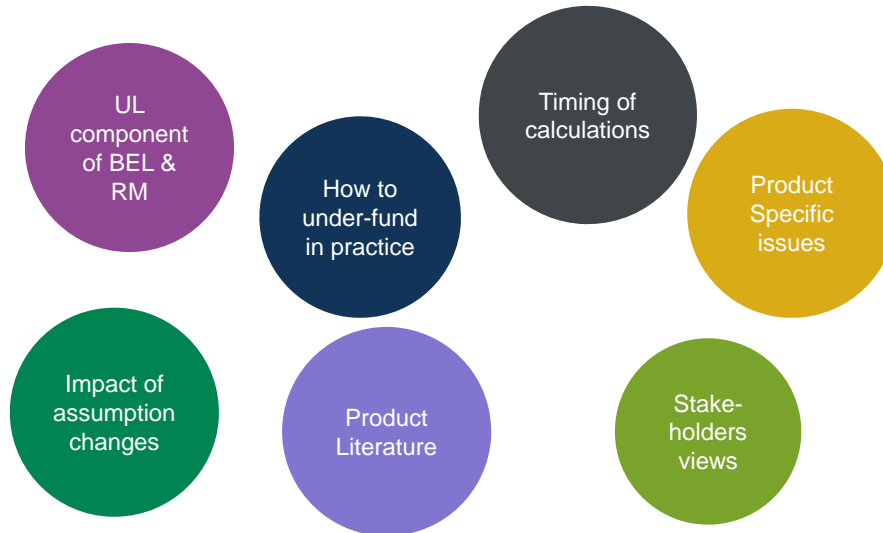 UL
component
of BEL &
RM
How to
under-fund
in practice
Timing of
calculations
Product
Specific
issues
Impact of
assumption
changes
Product
Literature
Stake-
holders
views